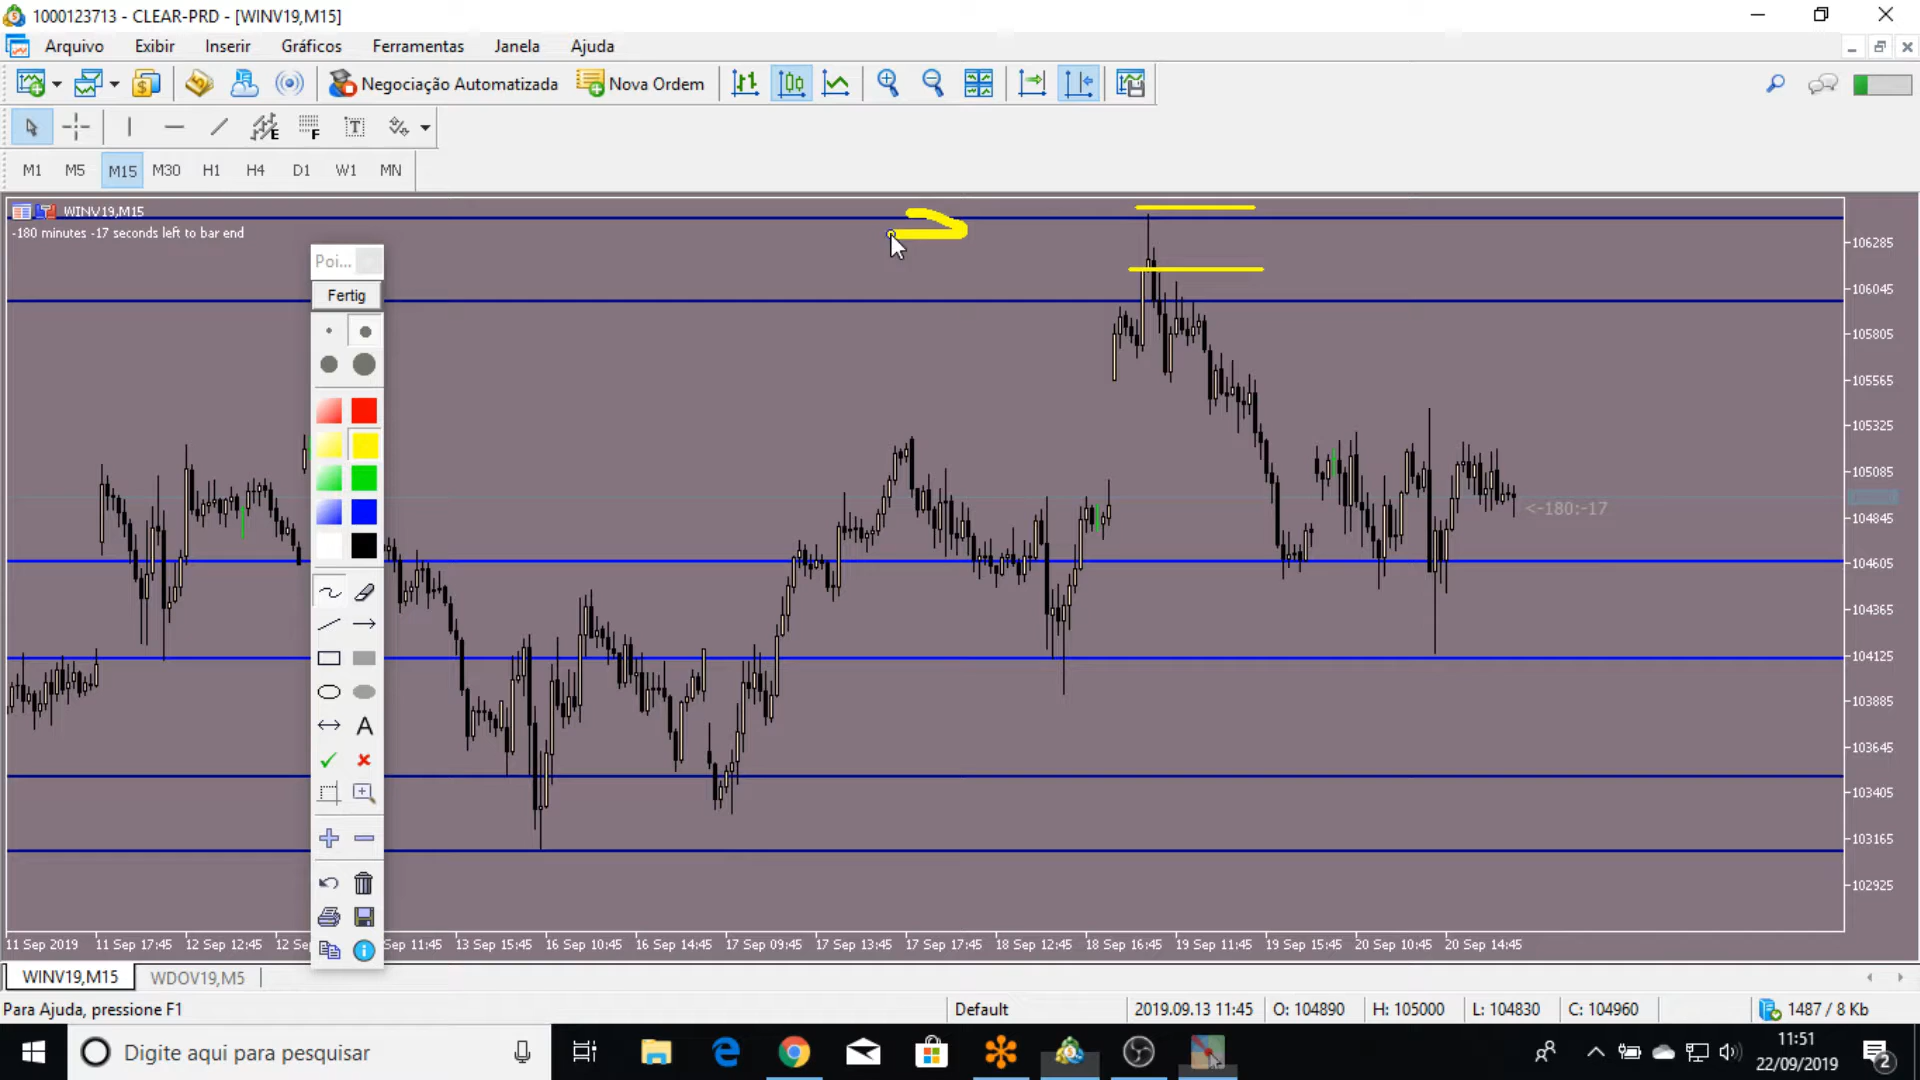 1000123713 - CLEAR-PRD - [WINV19,M15]
Arquivo Exibir Inserir Gráficos Ferramentas Janela Ajuda
Negociação Automatizada Nova Ordem
E F T
M1 M5 M15 M30 H1 H4 D1 W1 MN
WINV19,M15
-180 minutes -17 seconds left to bar end
Poi...
Fertig
A
106285
106045
105805
105565
105325
105085
104845
104605
104365
104125
103885
103645
103405
103165
102925
<-180:-17
11 Sep 2019 11 Sep 17:45 12 Sep 12:45 12 Sep 11:45 13 Sep 15:45 16 Sep 10:45 16 Sep 14:45 17 Sep 09:45 17 Sep 13:45 17 Sep 17:45 18 Sep 12:45 18 Sep 16:45 19 Sep 11:45 19 Sep 15:45 20 Sep 10:45 20 Sep 14:45
WINV19,M15 WDOV19,M5
Para Ajuda, pressione F1 Default 2019.09.13 11:45 O: 104890 H: 105000 L: 104830 C: 104960 1487 / 8 Kb
Digite aqui para pesquisar
11:51
22/09/2019
2